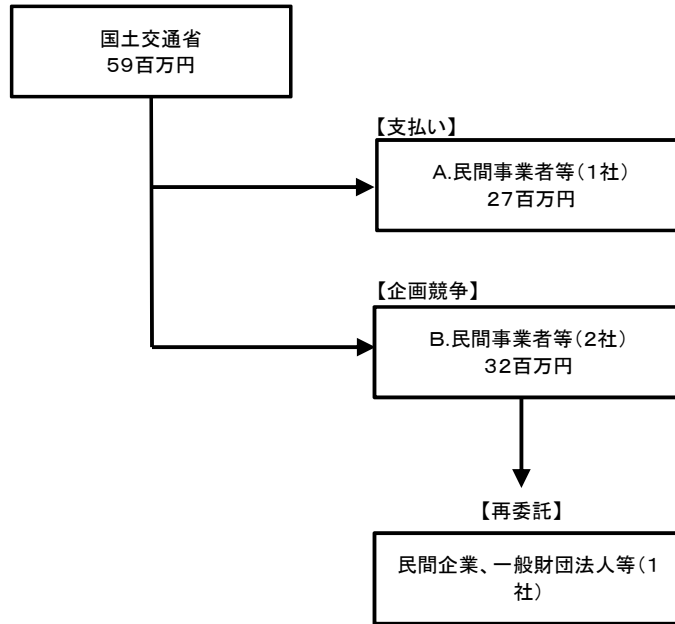 国土交通省
59百万円
【支払い】
A.民間事業者等（1社）
27百万円
【企画競争】
B.民間事業者等（2社）
32百万円
【再委託】
民間企業、一般財団法人等（1
社）